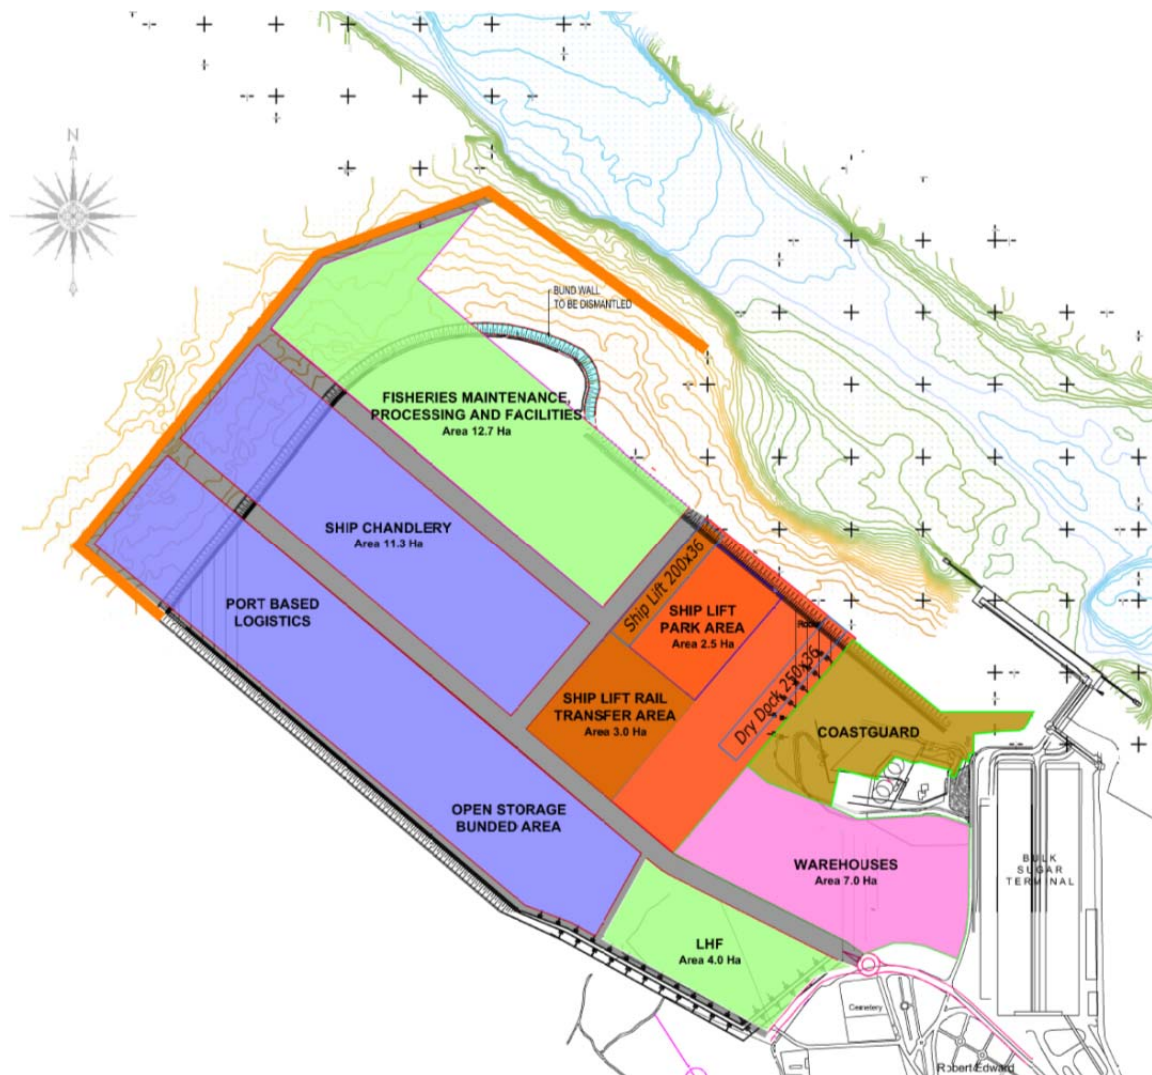 N
BUND WALL
TO BE DISMANTLED
FISHERIES MAINTENANCE,
PROCESSING AND FACILITIES
Area 12.7 Ha
SHIP CHANDLERY
Area 11.3 Ha
PORT BASED
LOGISTICS
Ship Lift 200x36
SHIP LIFT
PARK AREA
Area 2.5 Ha
SHIP LIFT RAIL
TRANSFER AREA
Area 3.0 Ha
Dry Dock 250x36
COASTGUARD
OPEN STORAGE
BUNDED AREA
WAREHOUSES
Area 7.0 Ha
BULK
SUGAR
TERMINAL
LHF
Area 4.0 Ha
Cemetery
Robert Edward